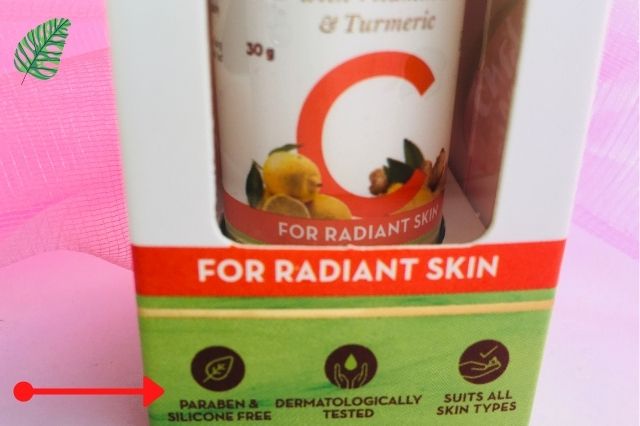 & Turmeric
30 g
C
FOR RADIANT SKIN
FOR RADIANT SKIN
PARABEN &
SILICONE FREE
DERMATOLOGICALLY
TESTED
SUITS ALL
SKIN TYPES